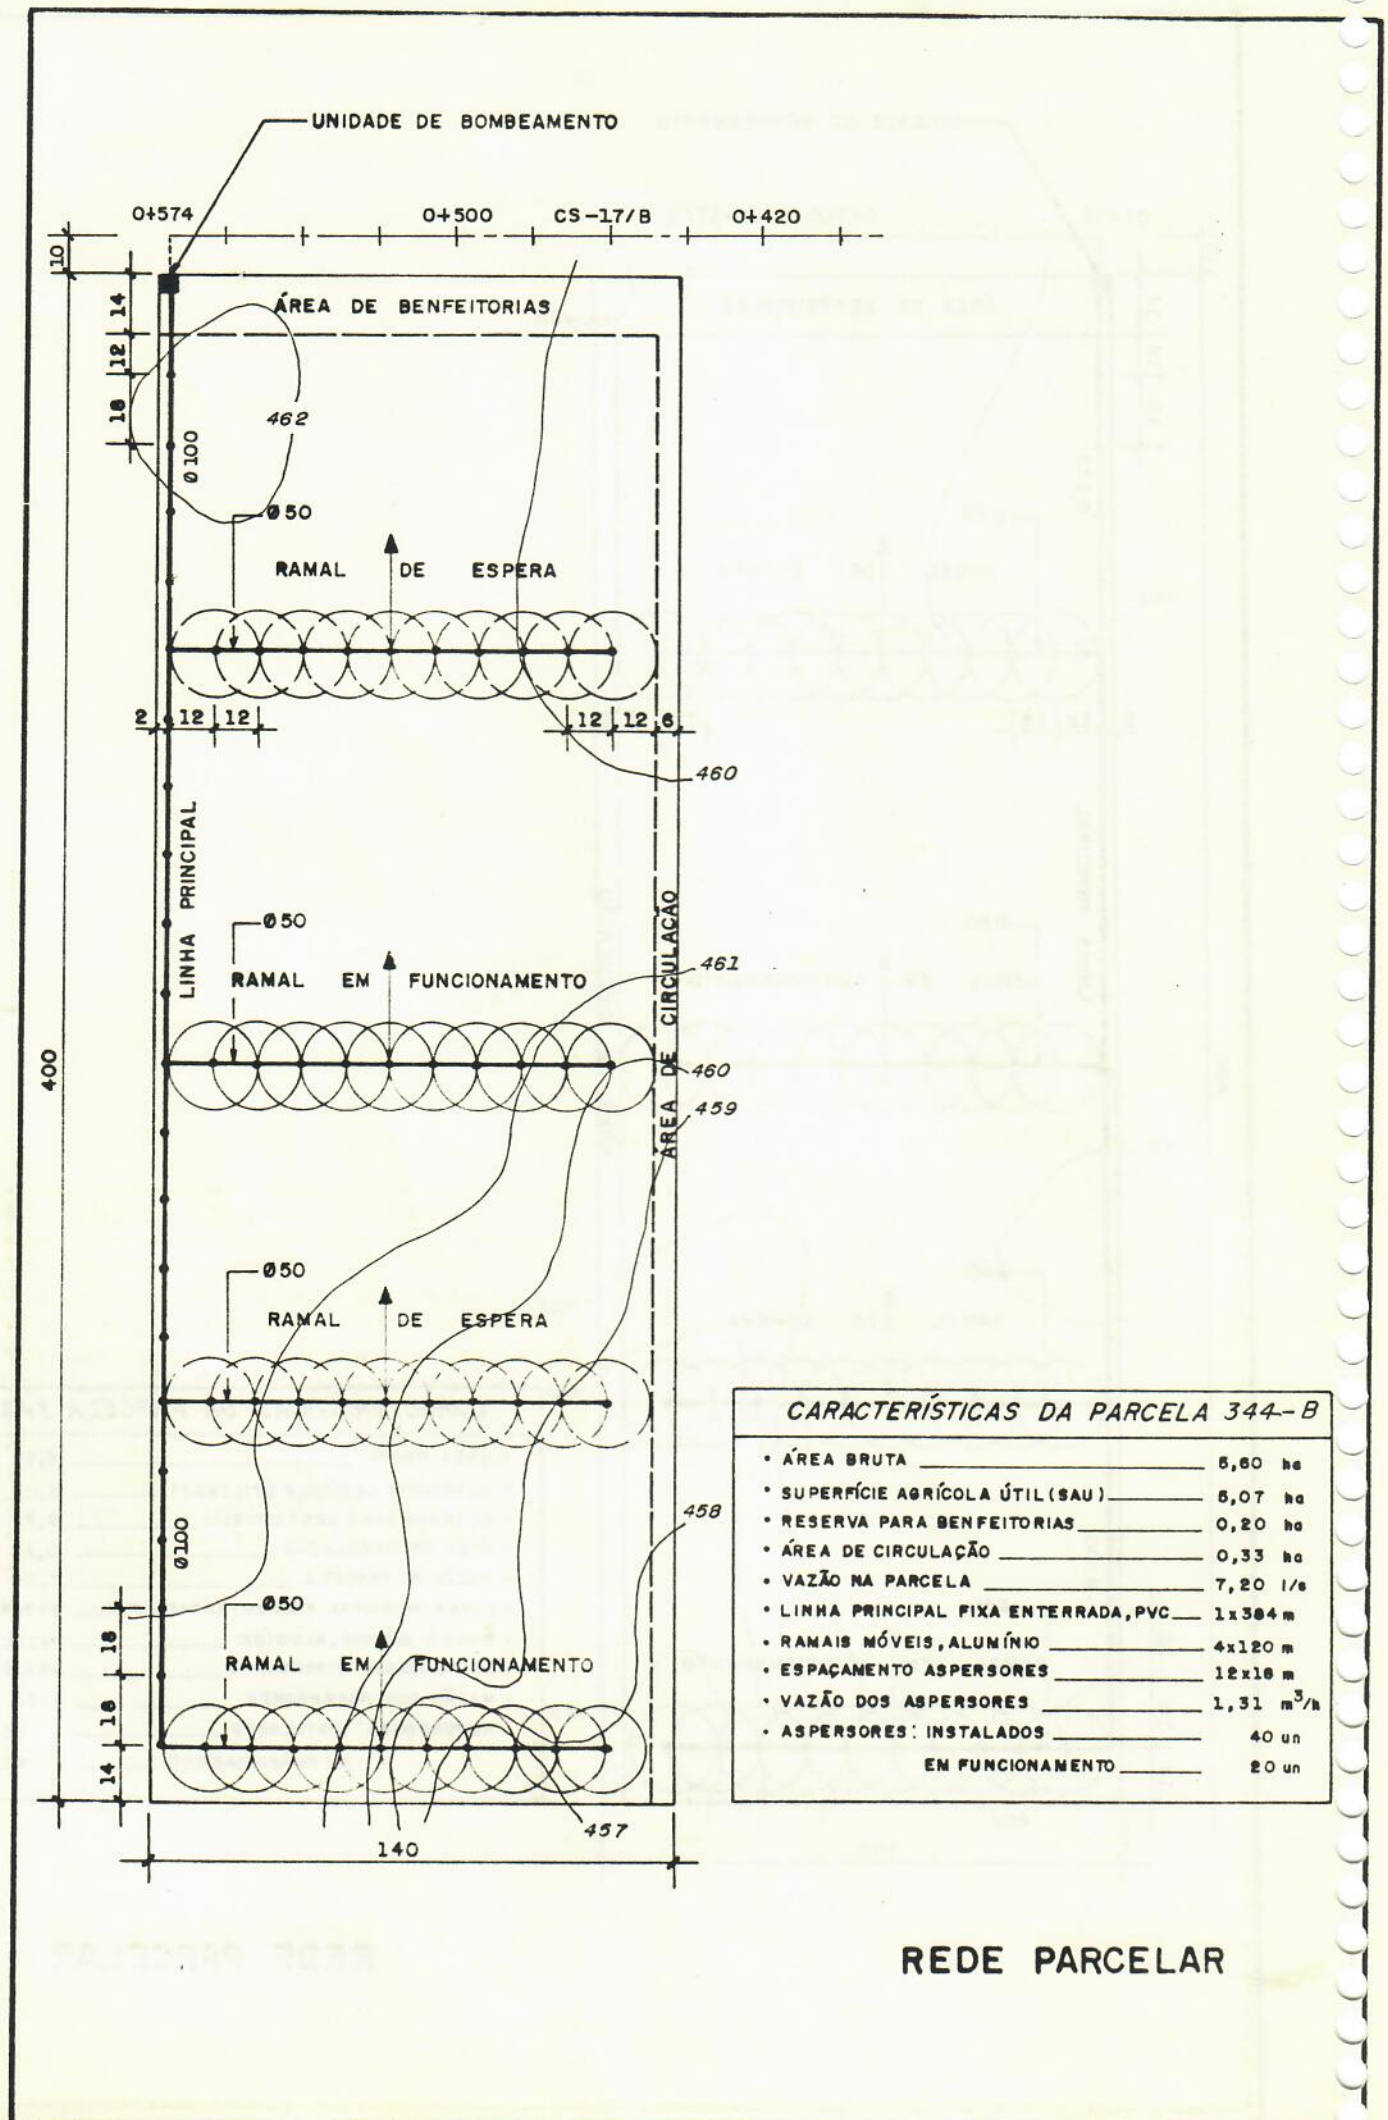 UNIDADE DE BOMBEAMENTO
0+574 0+500 CS-17/B 0+420
10
14
ÁREA DE BENFEITORIAS
12
18
462
Ø100
Ø50
RAMAL DE ESPERA
2 12 12 12 12 6
460
LINHA PRINCIPAL
Ø50
RAMAL EM FUNCIONAMENTO
461
ÁREA DE CIRCULAÇÃO
400
460
459
Ø50
RAMAL DE ESPERA
Ø100
458
Ø50
18
RAMAL EM FUNCIONAMENTO
18
14
457
140
CARACTERÍSTICAS DA PARCELA 344-B
• ÁREA BRUTA 5,60 ha
• SUPERFÍCIE AGRÍCOLA ÚTIL (SAU) 5,07 ha
• RESERVA PARA BENFEITORIAS 0,20 ha
• ÁREA DE CIRCULAÇÃO 0,33 ha
• VAZÃO NA PARCELA 7,20 l/s
• LINHA PRINCIPAL FIXA ENTERRADA, PVC 1x384 m
• RAMAIS MÓVEIS, ALUMÍNIO 4x120 m
• ESPAÇAMENTO ASPERSORES 12x18 m
• VAZÃO DOS ASPERSORES 1,31 m³/h
• ASPERSORES: INSTALADOS 40 un
EM FUNCIONAMENTO 20 un
REDE PARCELAR